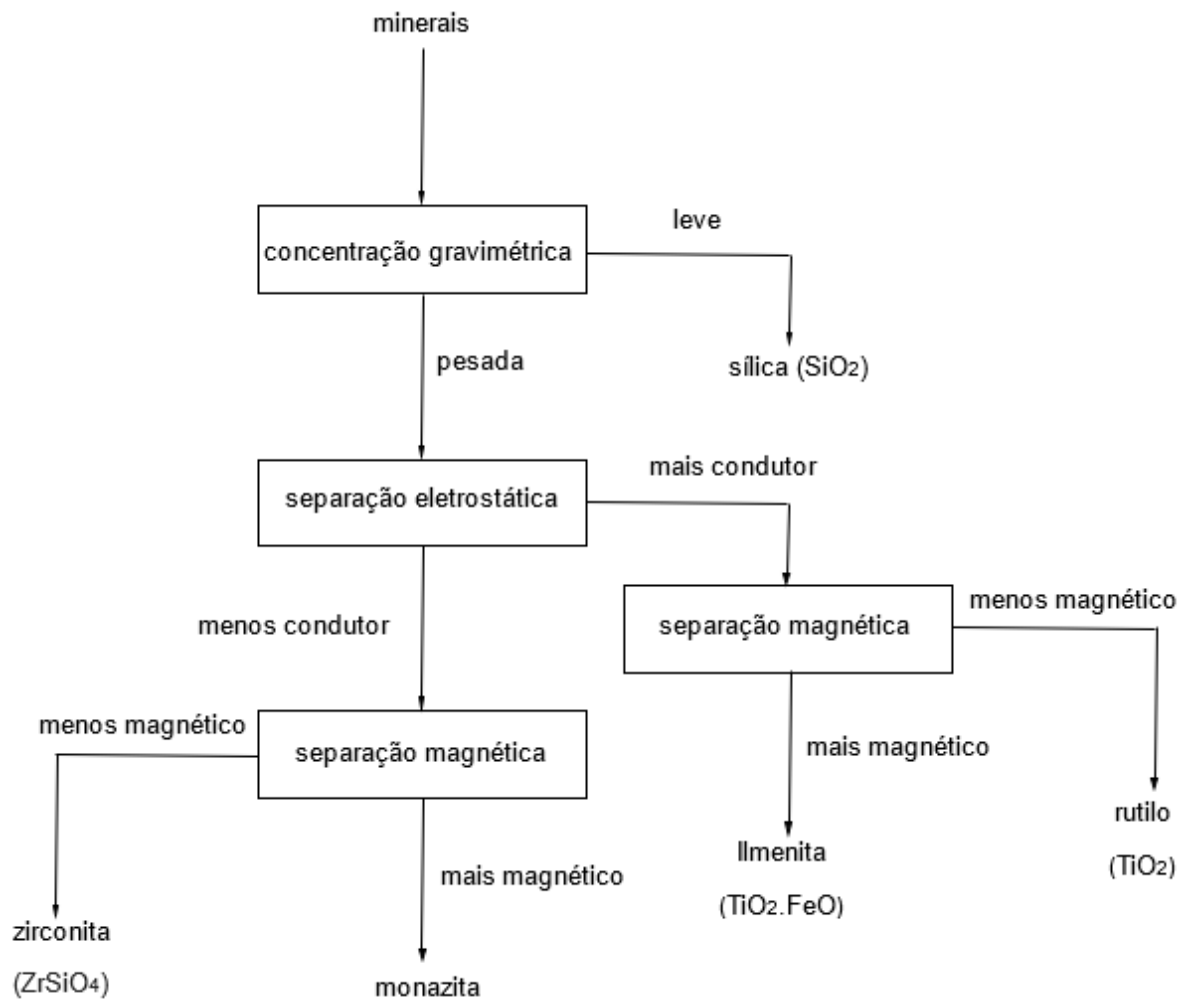 minerais
leve
concentração gravimétrica
pesada
sílica (SiO2)
mais condutor
separação eletrostática
menos magnético
menos condutor
separação magnética
menos magnético
separação magnética
mais magnético
rutilo
(TiO2)
Ilmenita
(TiO2.FeO)
mais magnético
zirconita
(ZrSiO4)
monazita